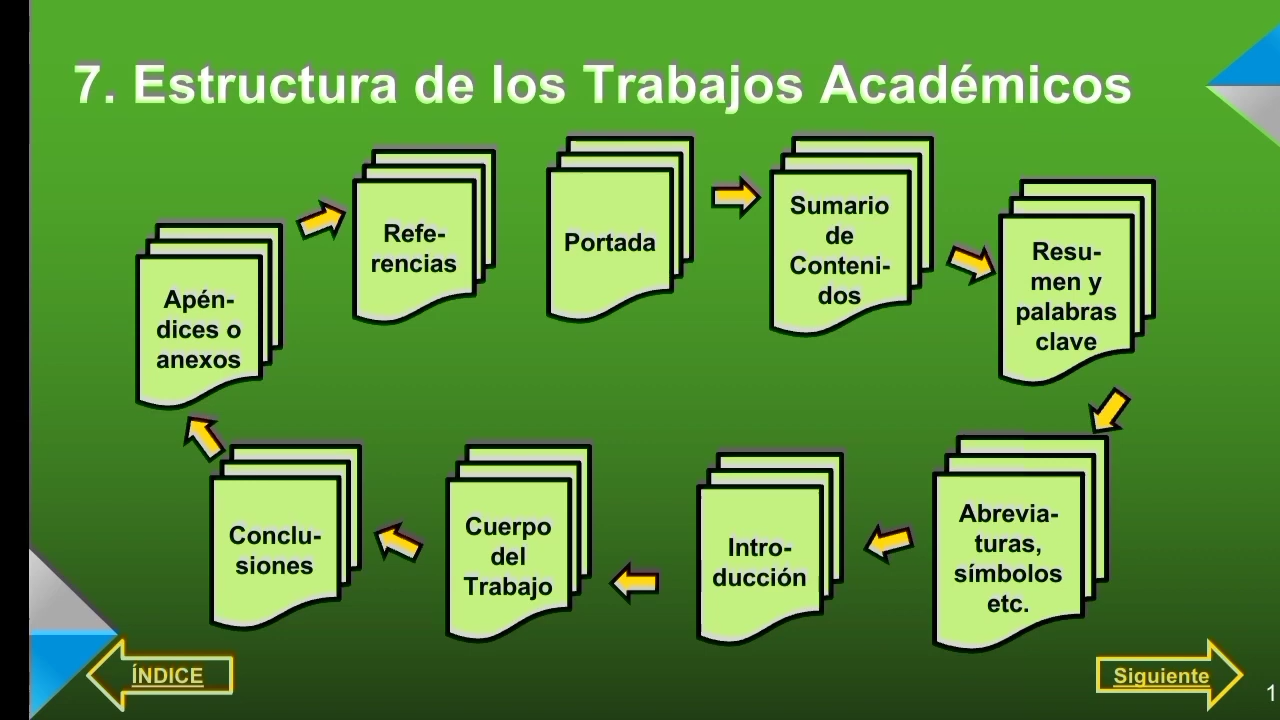 7. Estructura de los Trabajos Académicos
Portada
Sumario
de
Conteni-
dos
Resu-
men y
palabras
clave
Abrevia-
turas,
símbolos
etc.
Intro-
ducción
Cuerpo
del
Trabajo
Conclu-
siones
Apén-
dices o
anexos
Refe-
rencias
ÍNDICE
Siguiente
1